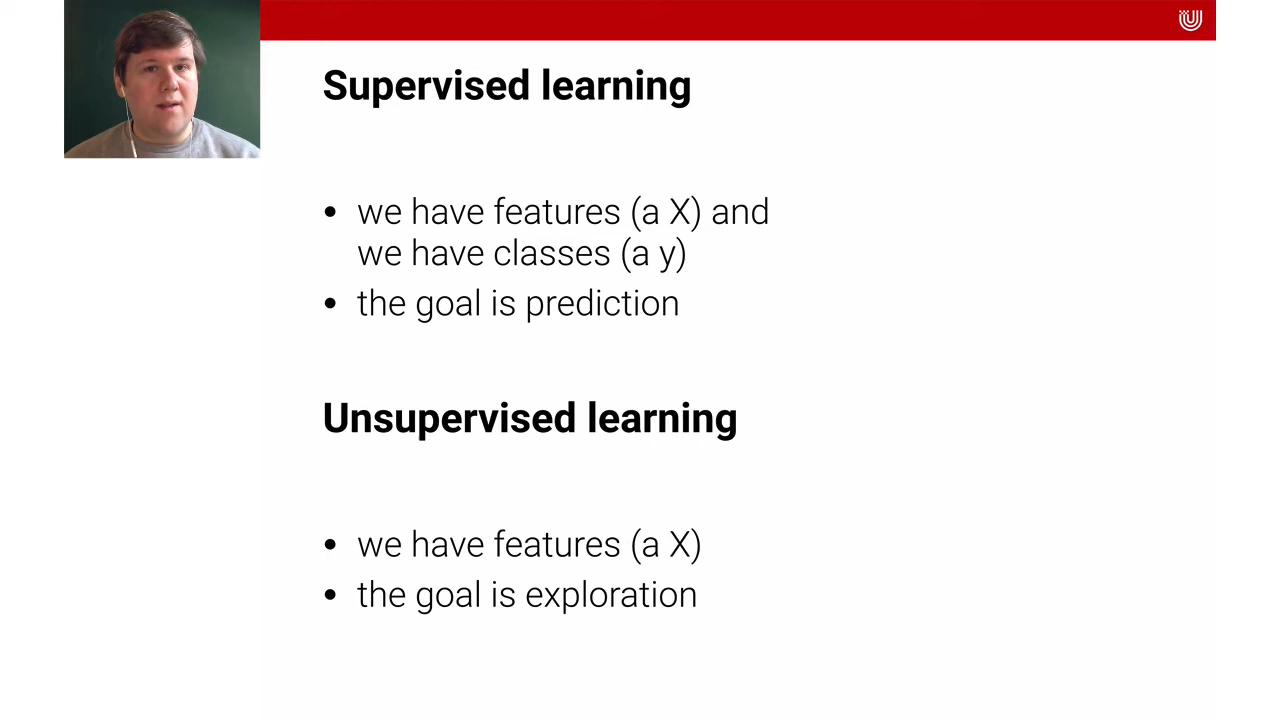 Supervised learning
• we have features (a X) and
we have classes (a y)
• the goal is prediction
Unsupervised learning
• we have features (a X)
• the goal is exploration